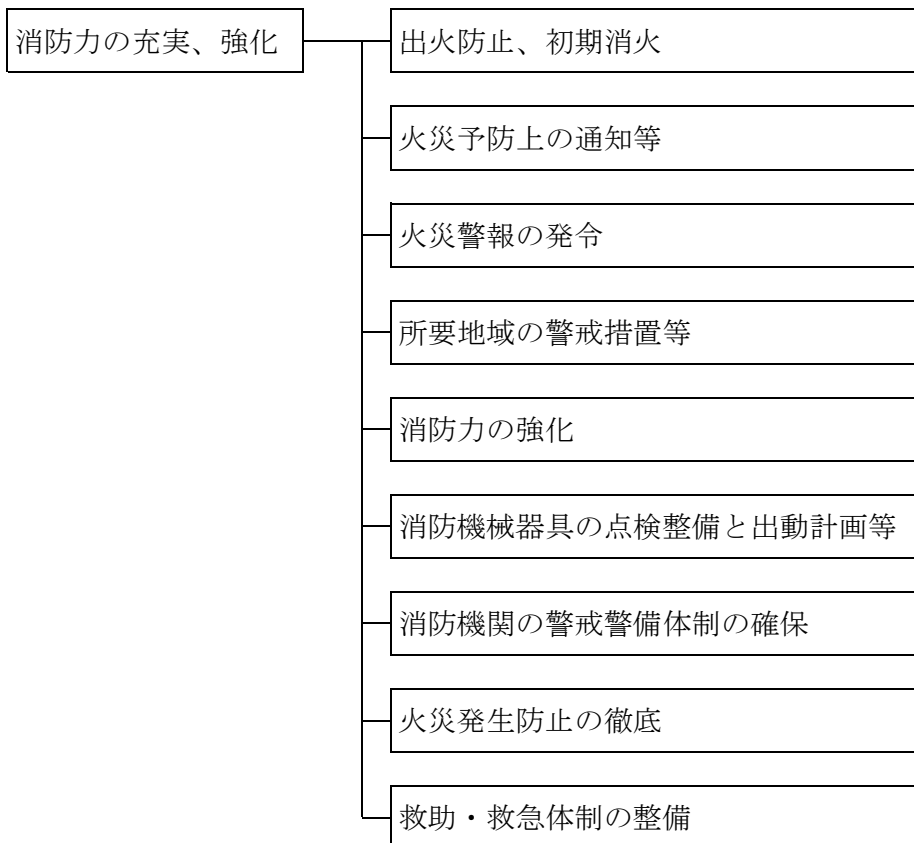 消防力の充実、強化
出火防止、初期消火
火災予防上の通知等
火災警報の発令
所要地域の警戒措置等
消防力の強化
消防機械器具の点検整備と出動計画等
消防機関の警戒警備体制の確保
火災発生防止の徹底
救助・救急体制の整備